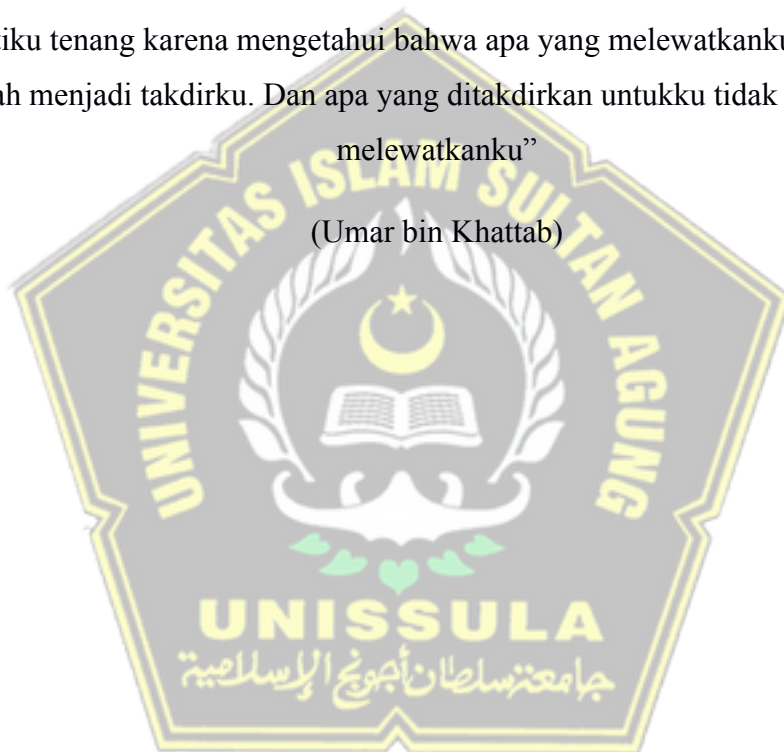 tiku tenang karena mengetahui bahwa apa yang melewatkanku
ah menjadi takdirku. Dan apa yang ditakdirkan untukku tidak
melewatkanku”
(Umar bin Khattab)
UNIVERSITAS ISLAM SULTAN AGUNG
UNISSULA
جامعة سلطان أجونج الإسلامية